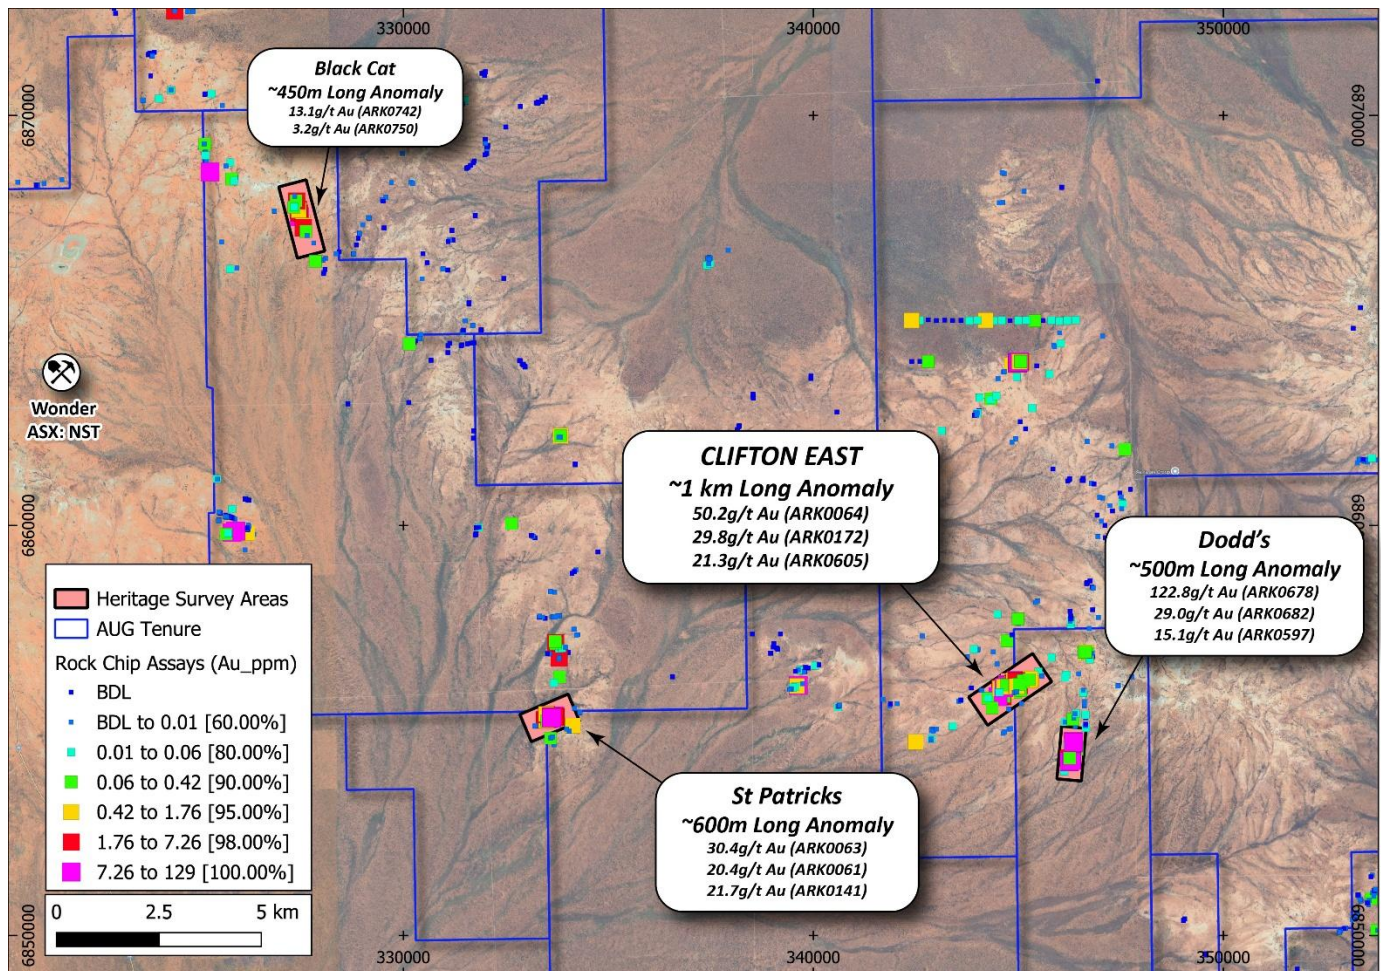 330000
340000
350000
Black Cat
~450m Long Anomaly
13.1g/t Au (ARK0742)
3.2g/t Au (ARK0750)
6870000
6870000
Wonder
ASX: NST
CLIFTON EAST
~1 km Long Anomaly
50.2g/t Au (ARK0064)
29.8g/t Au (ARK0172)
21.3g/t Au (ARK0605)
6860000
Dodd's
~500m Long Anomaly
122.8g/t Au (ARK0678)
29.0g/t Au (ARK0682)
15.1g/t Au (ARK0597)
Heritage Survey Areas
AUG Tenure
Rock Chip Assays (Au_ppm)
BDL
BDL to 0.01 [60.00%]
0.01 to 0.06 [80.00%]
0.06 to 0.42 [90.00%]
0.42 to 1.76 [95.00%]
1.76 to 7.26 [98.00%]
7.26 to 129 [100.00%]
St Patricks
~600m Long Anomaly
30.4g/t Au (ARK0063)
20.4g/t Au (ARK0061)
21.7g/t Au (ARK0141)
0 2.5 5 km
6850000
6850000
330000
340000
350000